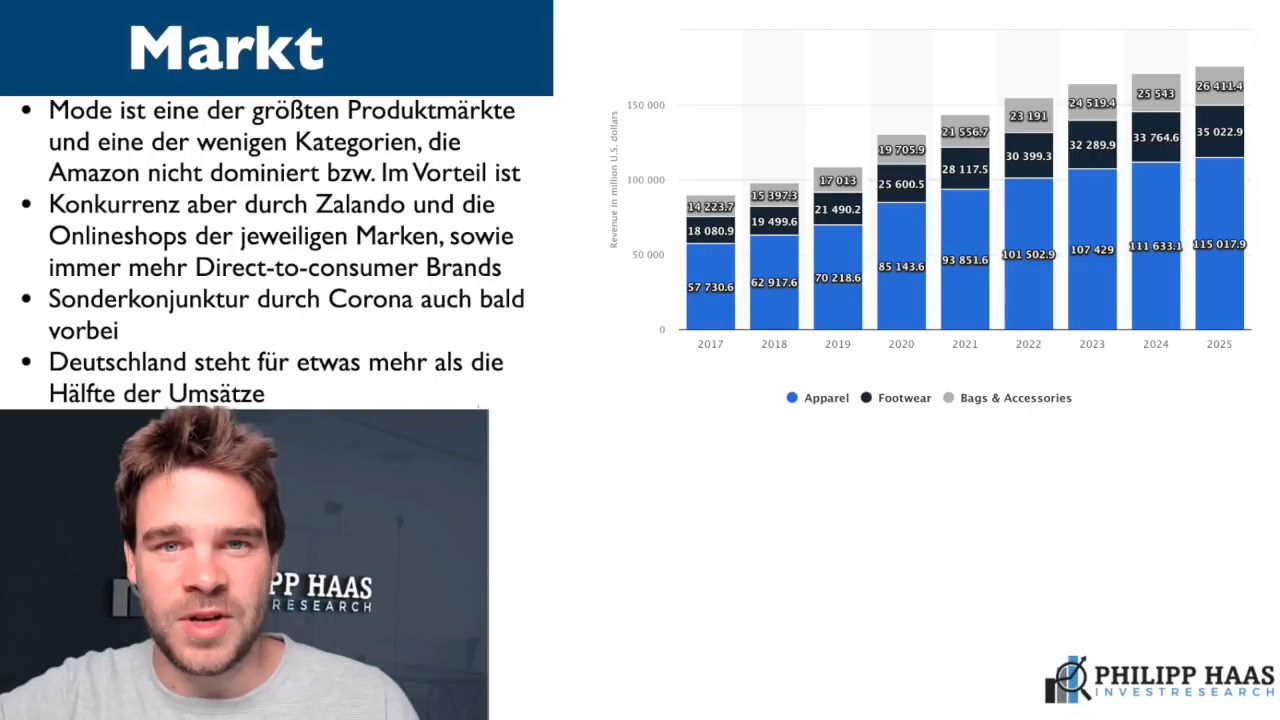 Markt
• Mode ist eine der größten Produktmärkte
und eine der wenigen Kategorien, die
Amazon nicht dominiert bzw. Im Vorteil ist
• Konkurrenz aber durch Zalando und die
Onlineshops der jeweiligen Marken, sowie
immer mehr Direct-to-consumer Brands
• Sonderkonjunktur durch Corona auch bald
vorbei
• Deutschland steht für etwas mehr als die
Hälfte der Umsätze
Revenue in million U.S. dollars
150 000
100 000
50 000
0
14 223.7 15 397.3 17 013 19 705.9 21 556.7 23 191 24 519.4 25 543 26 411.4
18 080.9 19 499.6 21 490.2 25 600.5 28 117.5 30 399.3 32 289.9 33 764.6 35 022.9
57 730.6 62 917.6 70 218.6 85 143.6 93 851.6 101 502.9 107 429 111 633.1 115 017.9
2017 2018 2019 2020 2021 2022 2023 2024 2025
Apparel Footwear Bags & Accessories
PP HAAS
TRESEARCH
PHILIPP HAAS
INVESTRESEARCH